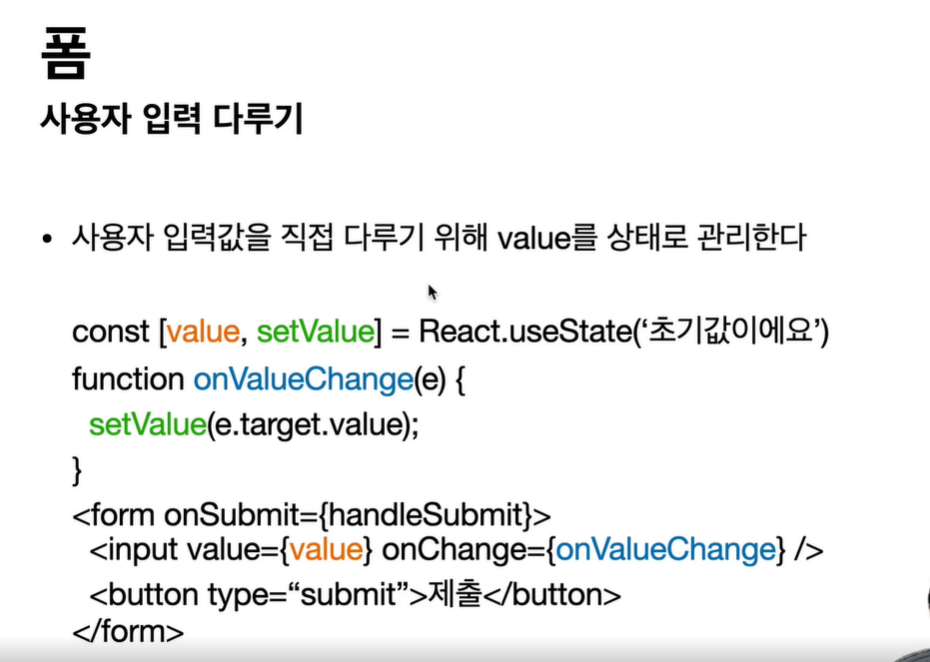 폼
사용자 입력 다루기
• 사용자 입력값을 직접 다루기 위해 value를 상태로 관리한다
const [value, setValue] = React.useState(‘초기값이에요’)
function onValueChange(e) {
setValue(e.target.value);
}
<form onSubmit={handleSubmit}>
<input value={value} onChange={onValueChange} />
<button type=“submit”>제출</button>
</form>